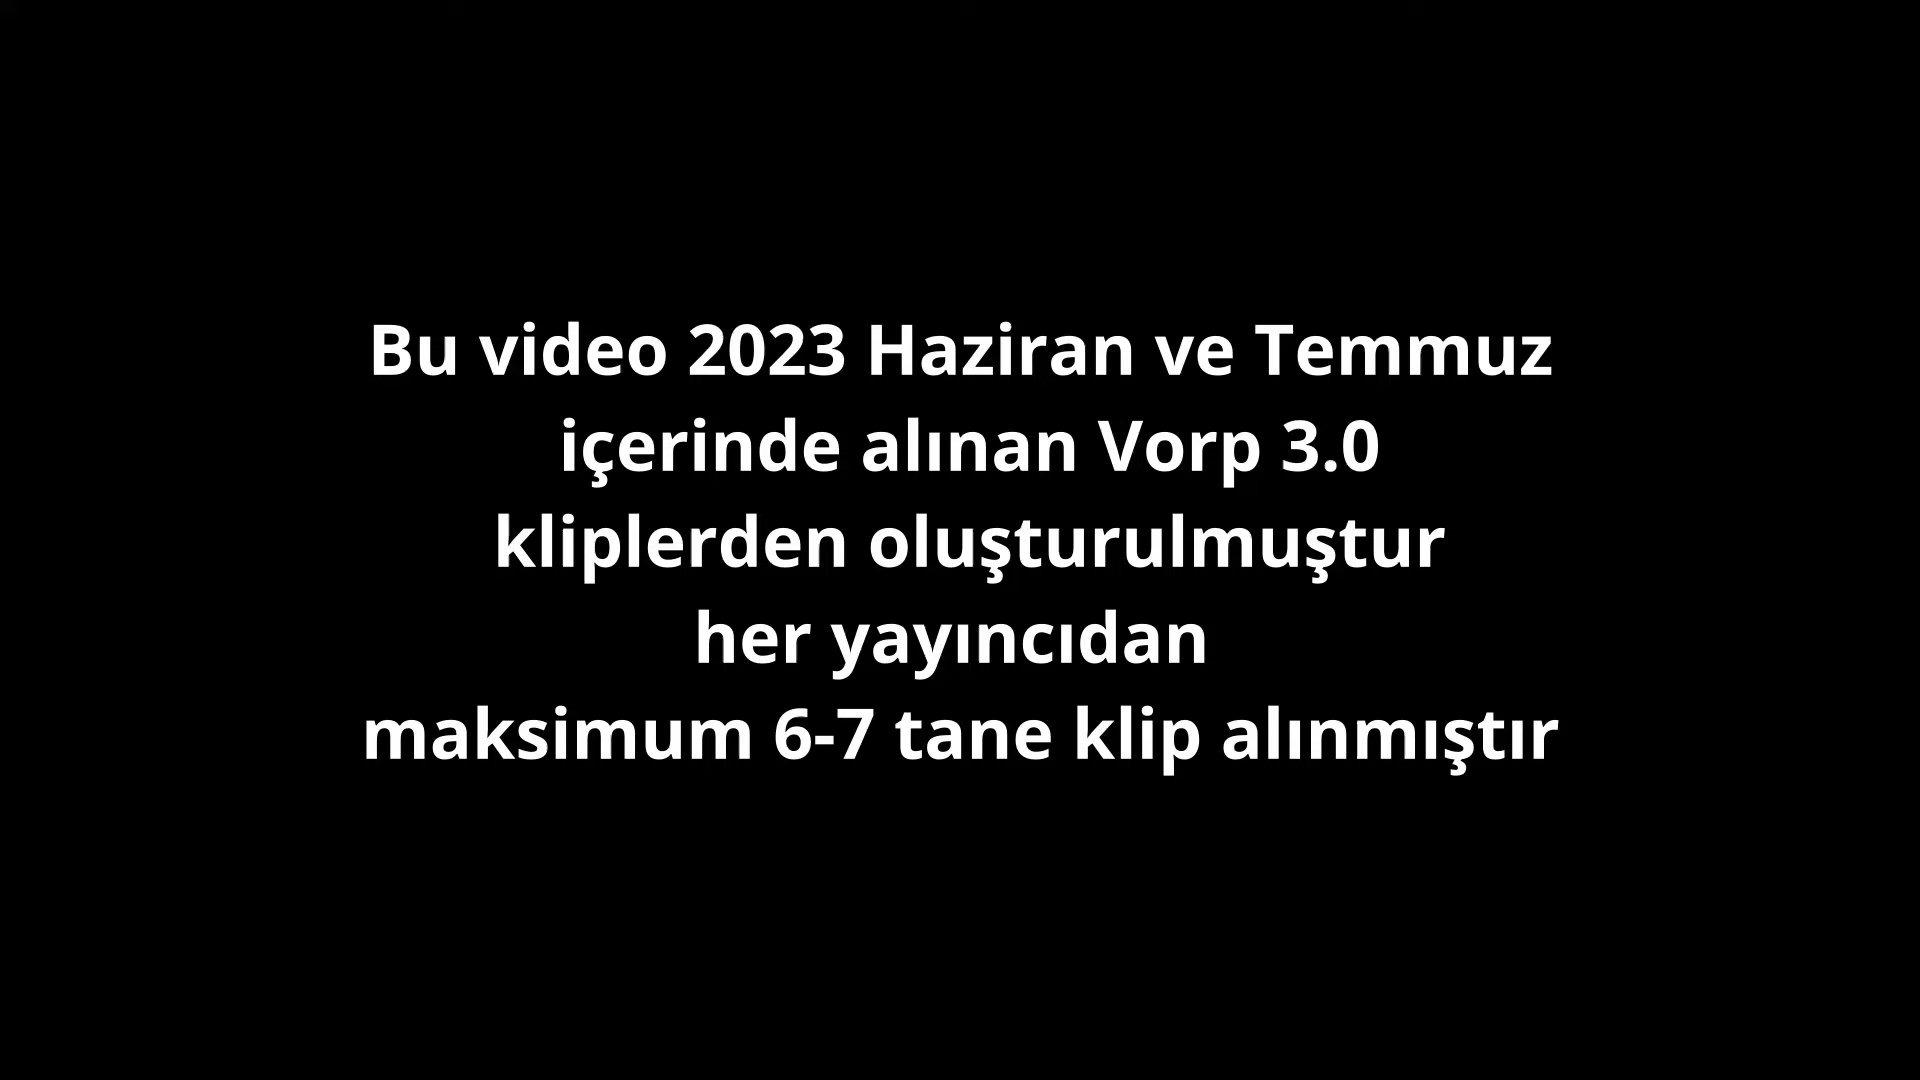 Bu video 2023 Haziran ve Temmuz
içerinde alınan Vorp 3.0
kliplerden oluşturulmuştur
her yayıncıdan
maksimum 6-7 tane klip alınmıştır